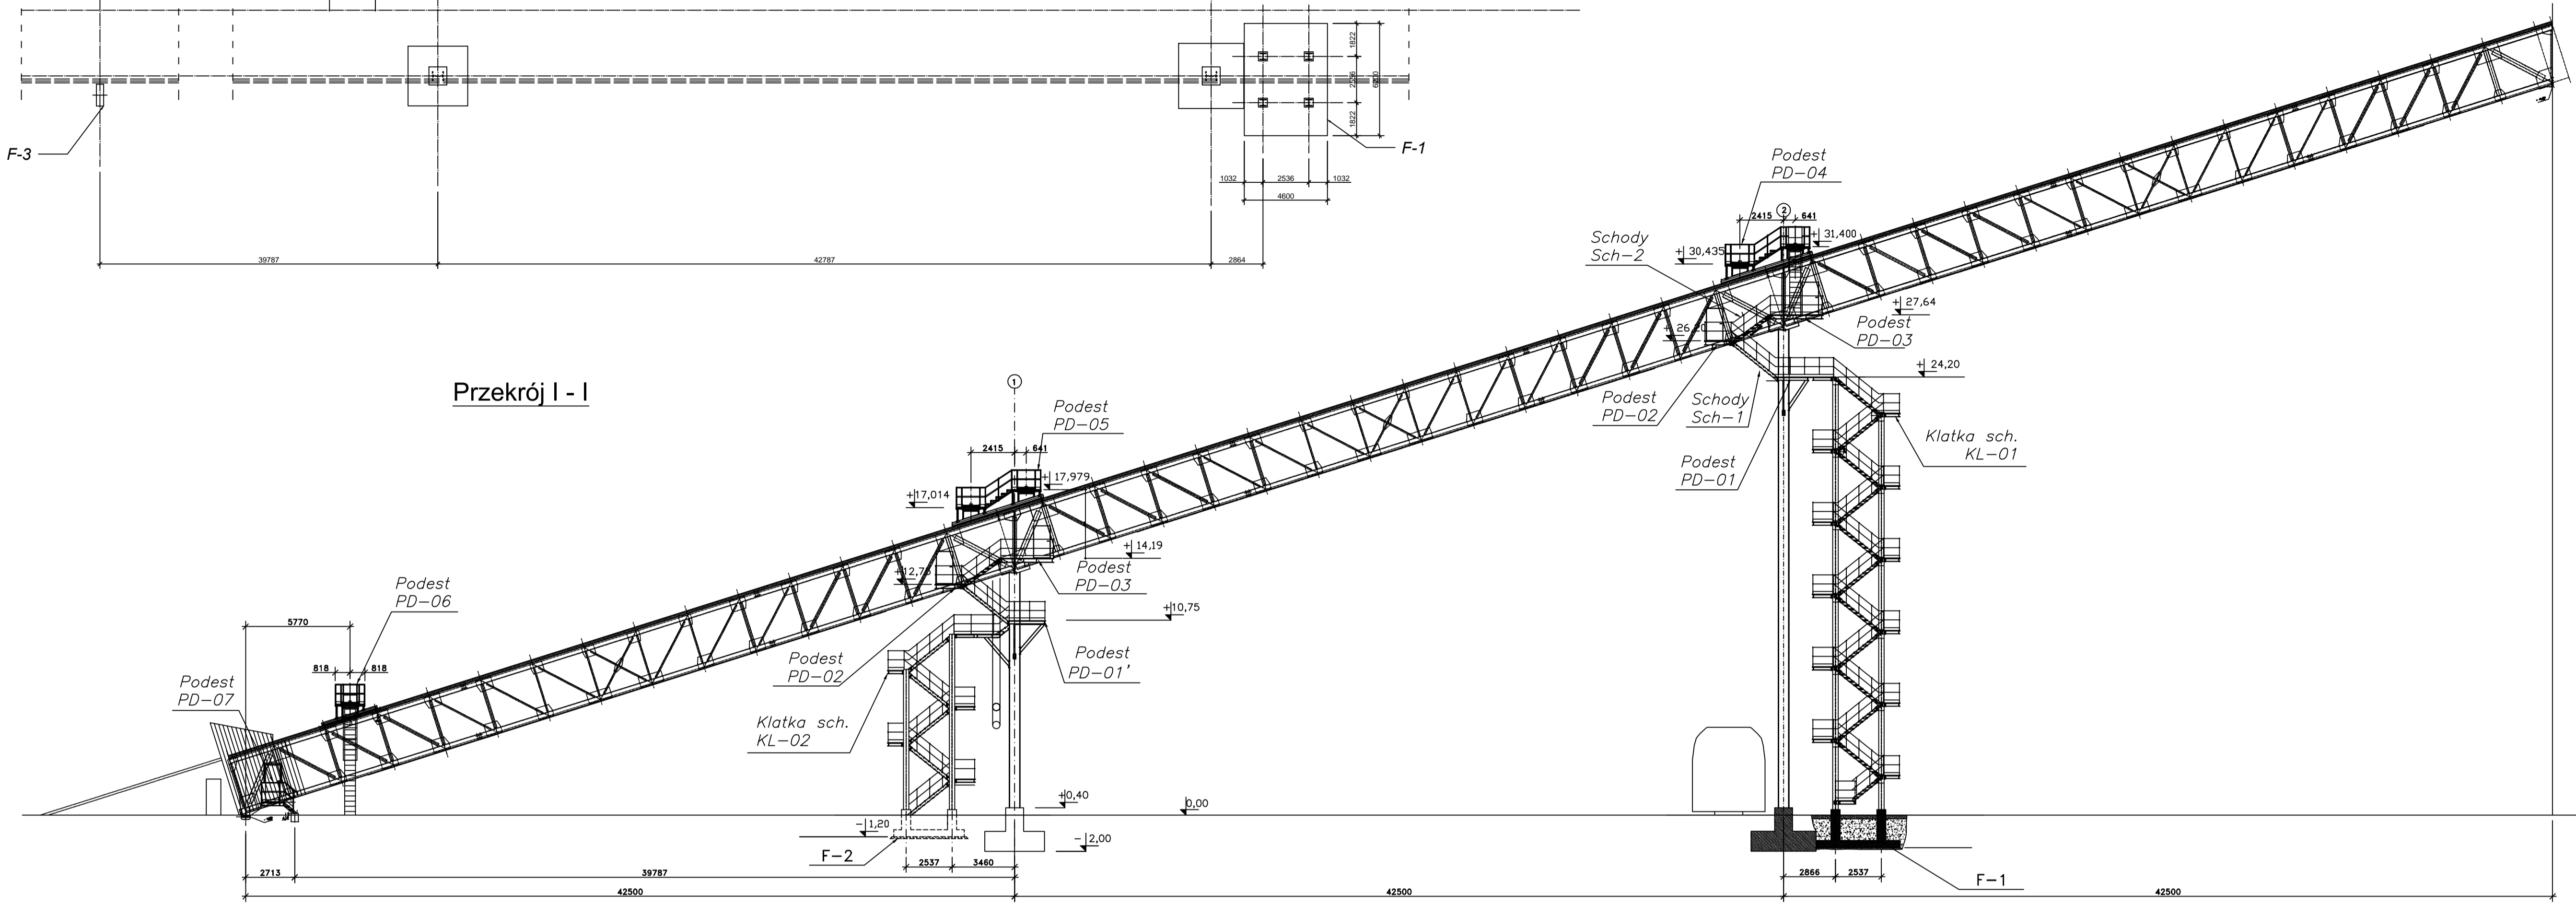 1822
2536
6200
1822
F-3
F-1
1032
2536
1032
4600
39787
42787
2864
Podest
PD-04
2
2415
641
Schody
Sch-2
+ 31,400
+ 30,435
+ 27,64
Podest
PD-03
+ 26,20
+ 24,20
Przekrój I - I
1
Podest
PD-02
Schody
Sch-1
Podest
PD-05
Klatka sch.
KL-01
2415
641
Podest
PD-01
+ 17,979
+17,014
+ 14,19
Podest
PD-03
Podest
PD-06
+10,75
5770
818
818
Podest
PD-02
Podest
PD-01'
Podest
PD-07
Klatka sch.
KL-02
+0,40
0,00
- 1,20
- 2,00
F-2
2537
3460
2713
39787
2866
2537
F-1
42500
42500
42500